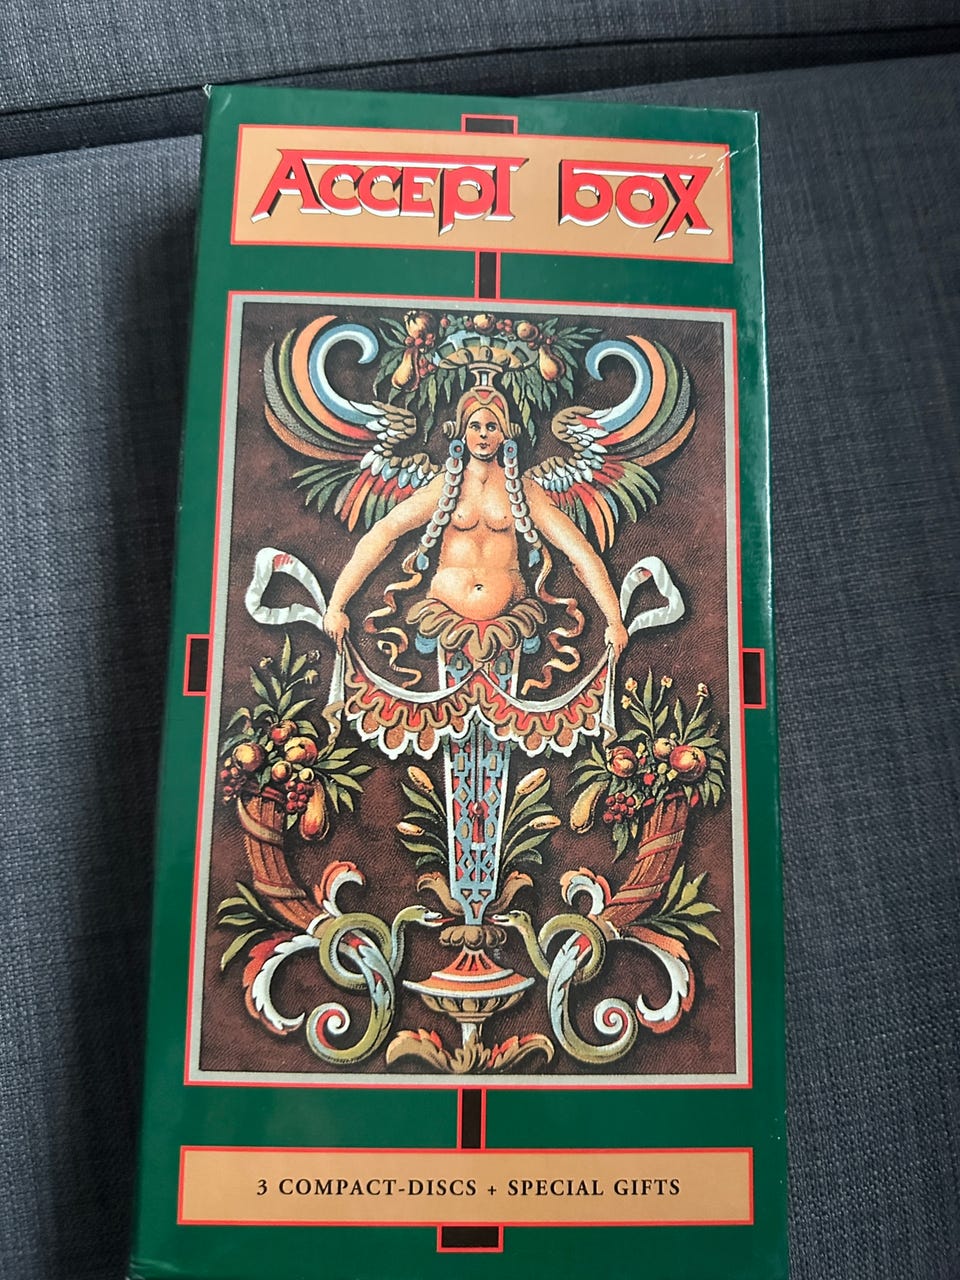 Accept box
3 COMPACT-DISCS + SPECIAL GIFTS